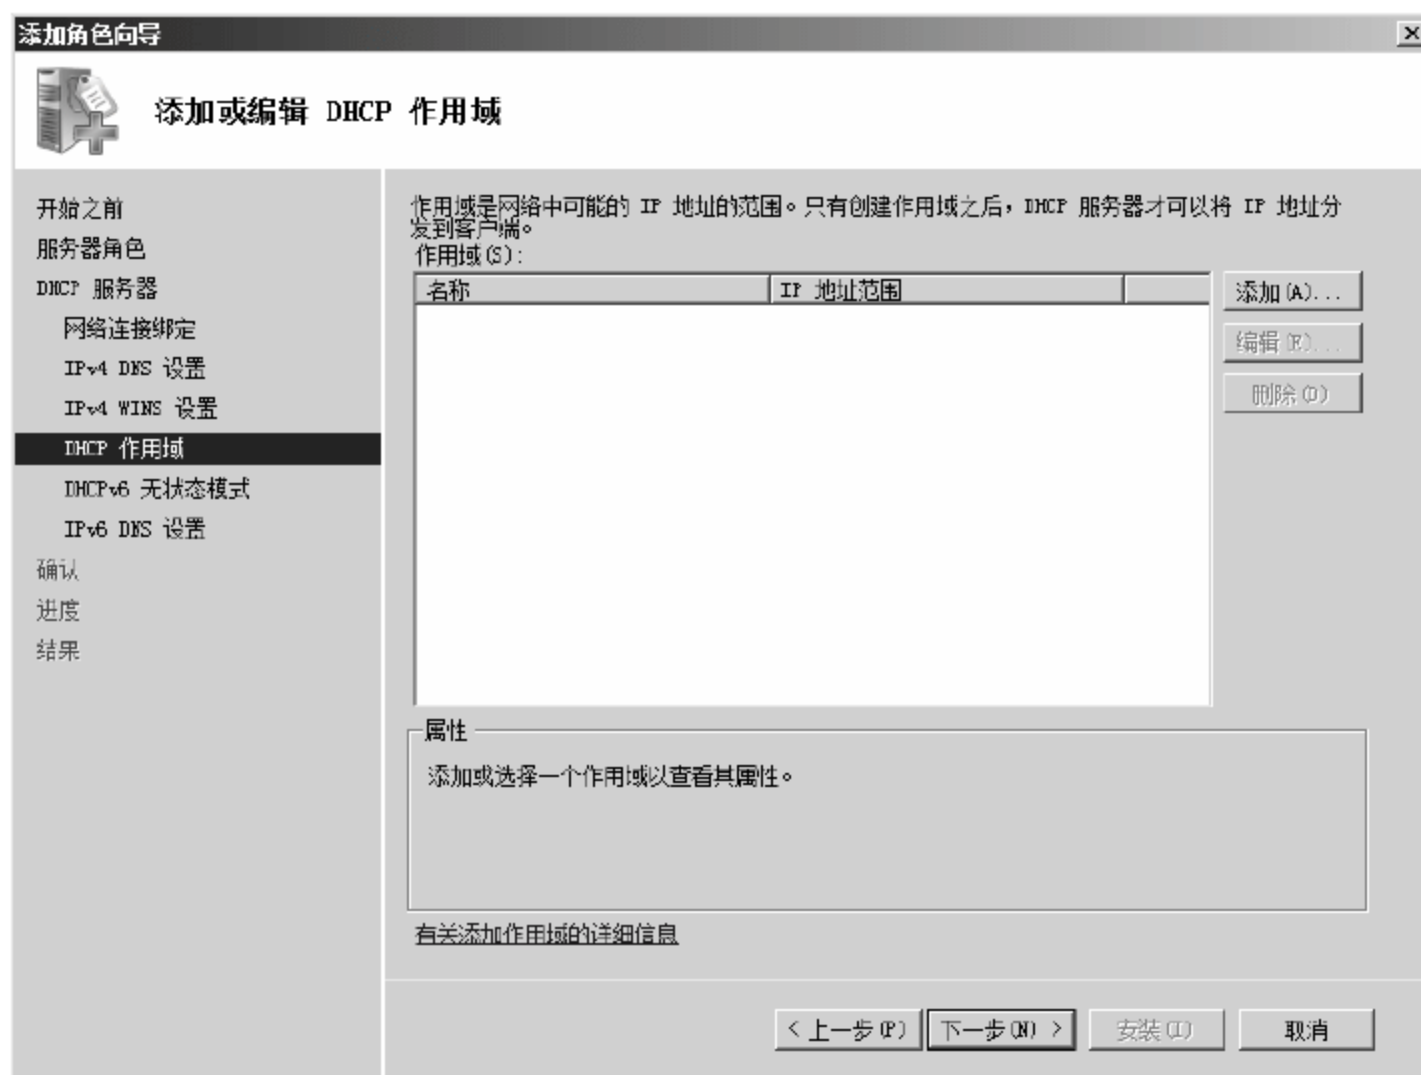 添加角色向导
添加或编辑 DHCP 作用域
开始之前
服务器角色
DHCP 服务器
网络连接绑定
IPv4 DNS 设置
IPv4 WINS 设置
DHCP 作用域
DHCPv6 无状态模式
IPv6 DNS 设置
确认
进度
结果
作用域是网络中可能的 IP 地址的范围。只有创建作用域之后，DHCP 服务器才可以将 IP 地址分
发到客户端。
作用域(S):
名称 IP 地址范围
添加(A)...
编辑(E)...
删除(D)
属性
添加或选择一个作用域以查看其属性。
有关添加作用域的详细信息
< 上一步(P) 下一步(N) > 安装(I) 取消